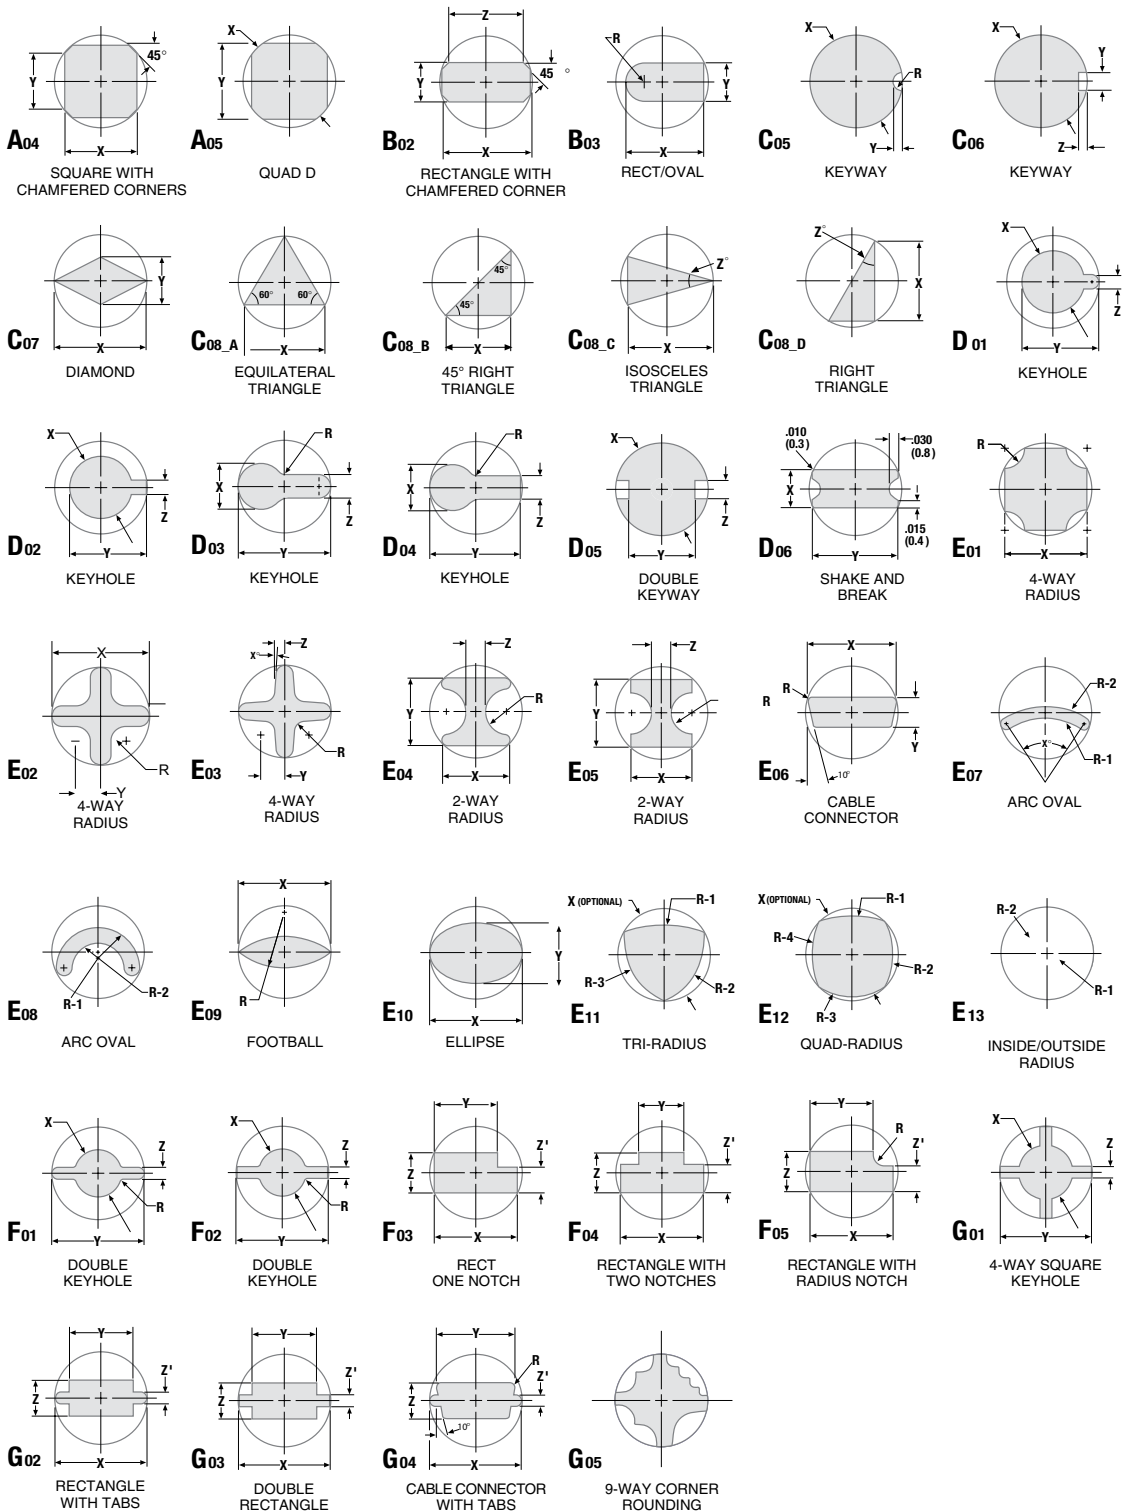 Z
X
R
X
X
45°
45 °
Y
Y
Y
Y
Y
R
A04
X
A05
B02
X
B03
X
C05
Y
C06
Z
SQUARE WITH
CHAMFERED CORNERS
QUAD D
RECTANGLE WITH
CHAMFERED CORNER
RECT/OVAL
KEYWAY
KEYWAY
X
Z°
Z°
45°
Y
60° 60°
45°
X
Z
C07
X
C08_A
X
C08_B
X
C08_C
X
C08_D
D 01
Y
DIAMOND
EQUILATERAL
TRIANGLE
45° RIGHT
TRIANGLE
ISOSCELES
TRIANGLE
RIGHT
TRIANGLE
KEYHOLE
X
R
R
X
.010
(0.3)
.030
(0.8)
R
X
X
X
Z
Z
Z
Z
.015
(0.4)
D02
Y
D03
Y
D04
Y
D05
Y
D06
Y
E01
X
KEYHOLE
KEYHOLE
KEYHOLE
DOUBLE
KEYWAY
SHAKE AND
BREAK
4-WAY
RADIUS
X
Z
X°
Z
Z
X
R
R
R
R-2
Y
Y
Y
R-1
X°
E02
R
Y
E03
R
Y
E04
X
E05
X
E06
10°
E07
4-WAY
RADIUS
4-WAY
RADIUS
2-WAY
RADIUS
2-WAY
RADIUS
CABLE
CONNECTOR
ARC OVAL
X
X (OPTIONAL)
R-1
X (OPTIONAL)
R-1
R-2
R-4
Y
R-3
R-2
R-2
R-1
R-2
R
R-1
E08
E09
E10
X
E11
E12
R-3
E13
ARC OVAL
FOOTBALL
ELLIPSE
TRI-RADIUS
QUAD-RADIUS
INSIDE/OUTSIDE
RADIUS
X
X
Y
Y
Y
R
X
Z
Z
Z
Z'
Z
Z'
Z
Z'
Z
R
R
F01
Y
F02
Y
F03
X
F04
X
F05
X
G01
Y
DOUBLE
KEYHOLE
DOUBLE
KEYHOLE
RECT
ONE NOTCH
RECTANGLE WITH
TWO NOTCHES
RECTANGLE WITH
RADIUS NOTCH
4-WAY SQUARE
KEYHOLE
Y
Y
Y
R
Z
Z'
Z
Z'
Z
Z'
10°
G02
X
G03
X
G04
X
G05
RECTANGLE
WITH TABS
DOUBLE
RECTANGLE
CABLE CONNECTOR
WITH TABS
9-WAY CORNER
ROUNDING